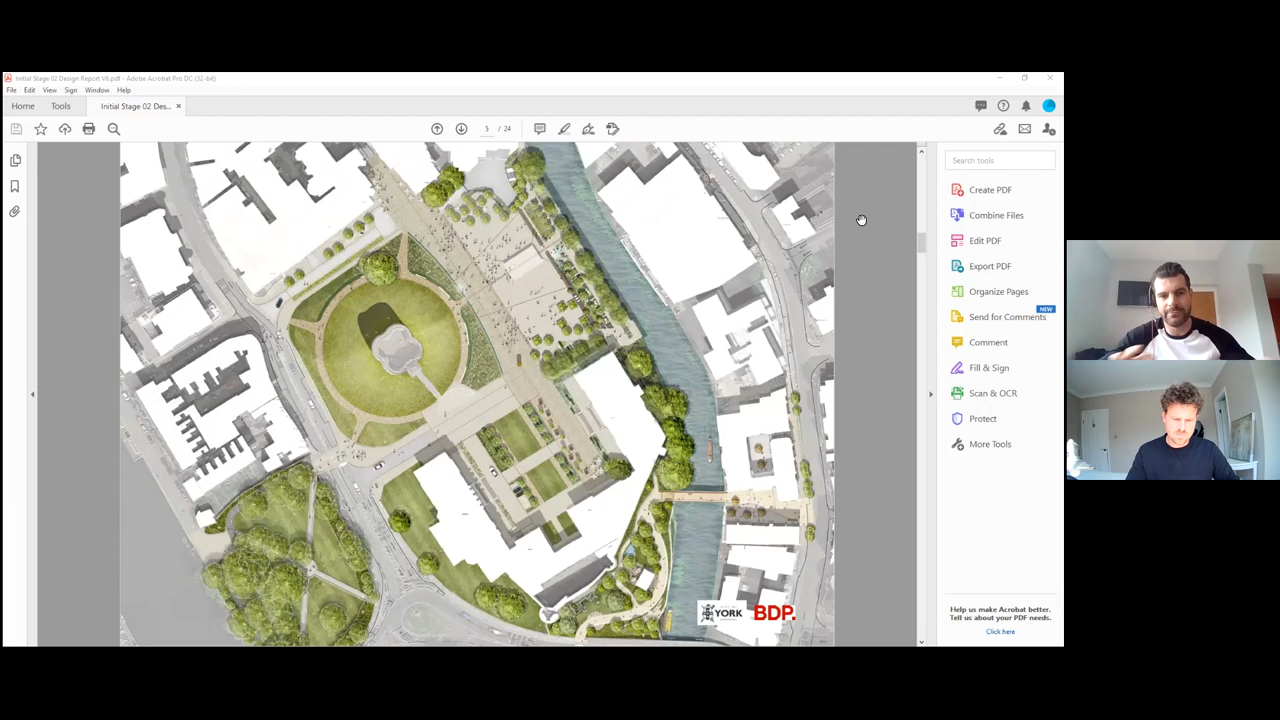 Initial Stage 02 Design Report V6.pdf - Adobe Acrobat Pro DC (32-bit)
File Edit View Sign Window Help
Home Tools Initial Stage 02 Des... ×
5 / 24
Search tools
Create PDF
Combine Files
Edit PDF
Export PDF
Organize Pages
NEW
Send for Comments
Comment
Fill & Sign
Scan & OCR
Protect
More Tools
YORK BDP.
Help us make Acrobat better.
Tell us about your PDF needs.
Click here